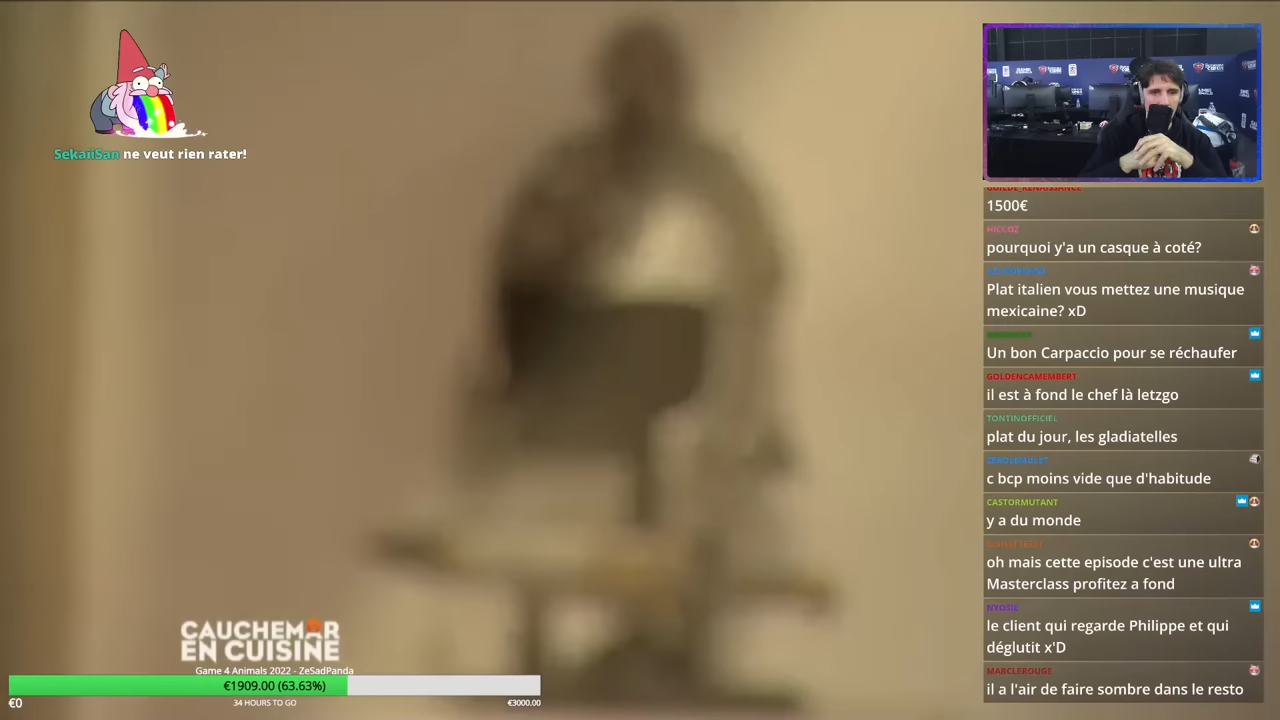 SekaiiSan ne veut rien rater!
1500€
HICCOZ
pourquoi y'a un casque à coté?
Plat italien vous mettez une musique
mexicaine? xD
Un bon Carpaccio pour se réchaufer
GOLDENCAMEMBERT
il est à fond le chef là letzgo
TONTINOFFICIEL
plat du jour, les gladiatelles
c bcp moins vide que d'habitude
CASTORMUTANT
y a du monde
oh mais cette episode c'est une ultra
Masterclass profitez a fond
NYOSIL
le client qui regarde Philippe et qui
déglutit x'D
MARCLEROUGE
il a l'air de faire sombre dans le resto
CAUCHEMAR
EN CUISINE
Game 4 Animals 2022 - ZeSadPanda
€1909.00 (63.63%)
€0
34 HOURS TO GO
€3000.00